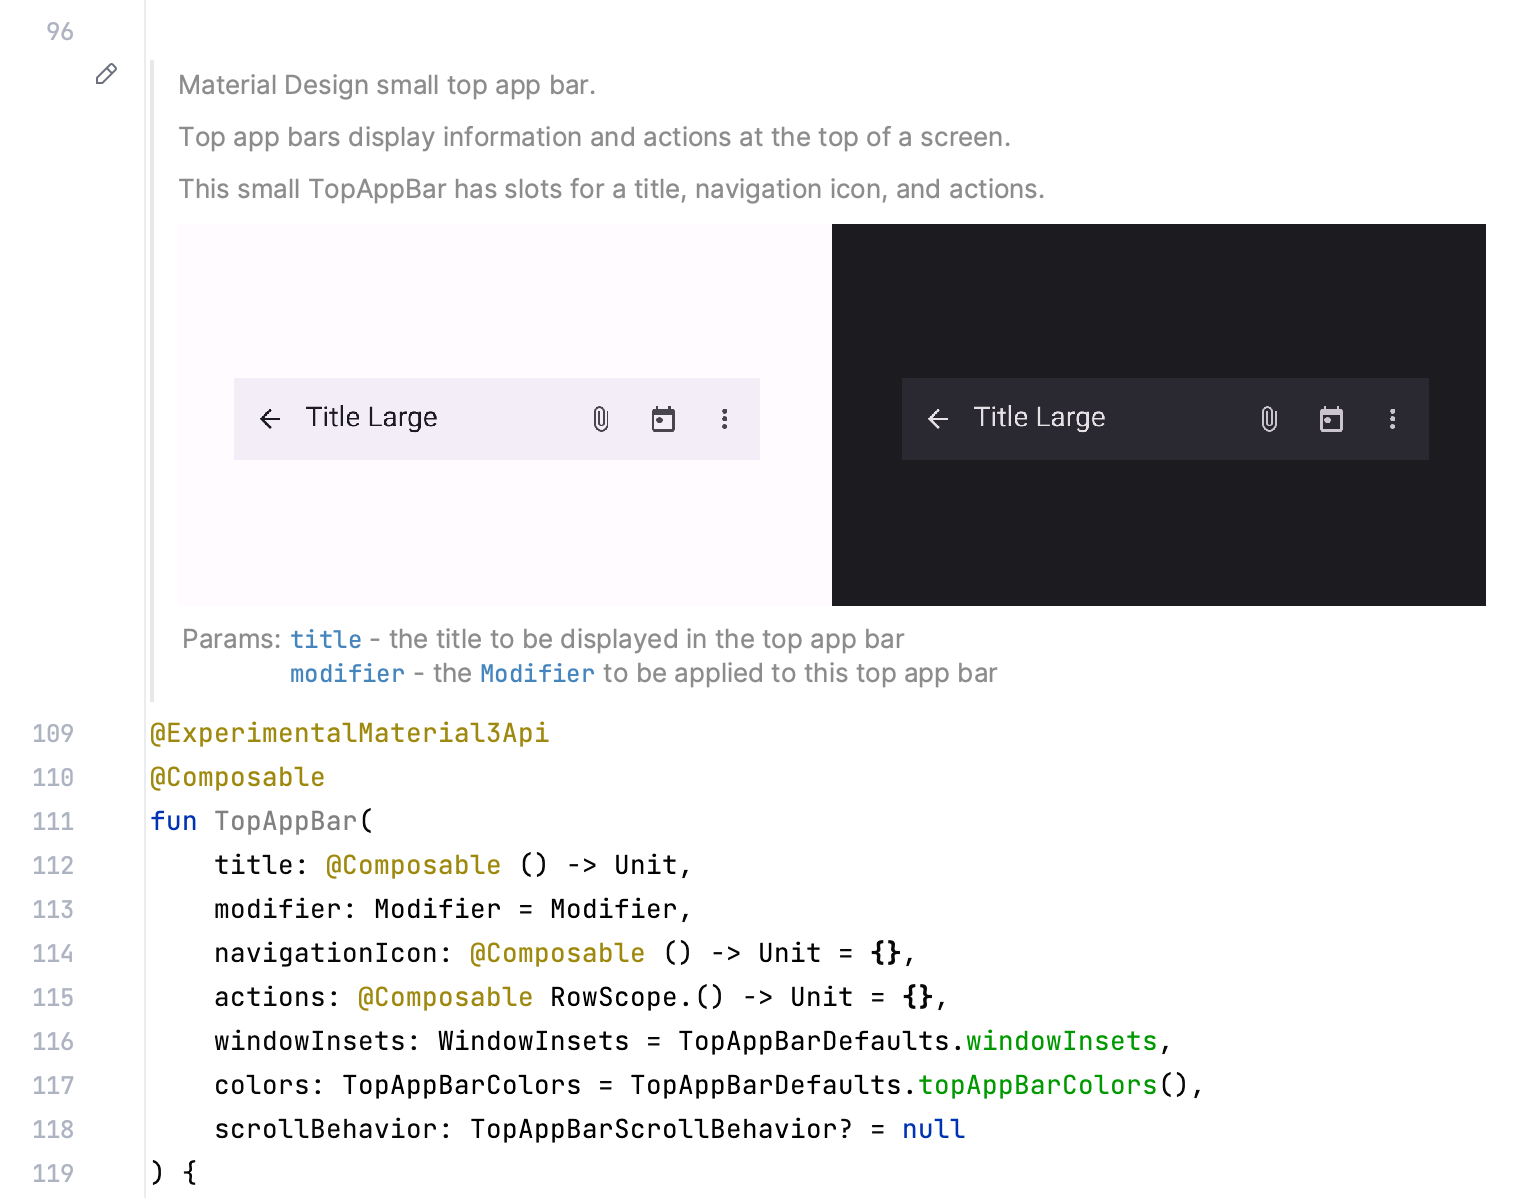 96
Material Design small top app bar.
Top app bars display information and actions at the top of a screen.
This small TopAppBar has slots for a title, navigation icon, and actions.
Title Large
Title Large
Params: title - the title to be displayed in the top app bar
modifier - the Modifier to be applied to this top app bar
109 @ExperimentalMaterial3Api
110 @Composable
111 fun TopAppBar(
112     title: @Composable () -> Unit,
113     modifier: Modifier = Modifier,
114     navigationIcon: @Composable () -> Unit = {},
115     actions: @Composable RowScope.() -> Unit = {},
116     windowInsets: WindowInsets = TopAppBarDefaults.windowInsets,
117     colors: TopAppBarColors = TopAppBarDefaults.topAppBarColors(),
118     scrollBehavior: TopAppBarScrollBehavior? = null
119 ) {